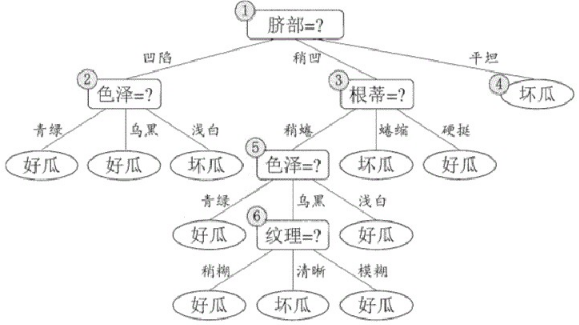 ① 脐部=?
凹陷 稍凹 平坦
② 色泽=? ③ 根蒂=? ④ 坏瓜
青绿 乌黑 浅白 稍蜷 蜷缩 硬挺
好瓜 好瓜 坏瓜 ⑤ 色泽=? 坏瓜 好瓜
青绿 乌黑 浅白
好瓜 ⑥ 纹理=? 好瓜
稍糊 清晰 模糊
好瓜 坏瓜 好瓜